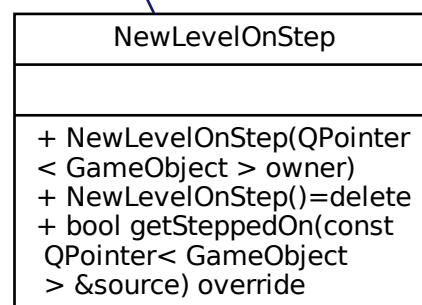 NewLevelOnStep
+ NewLevelOnStep(QPointer
< GameObject > owner)
+ NewLevelOnStep()=delete
+ bool getSteppedOn(const
QPointer< GameObject
> &source) override